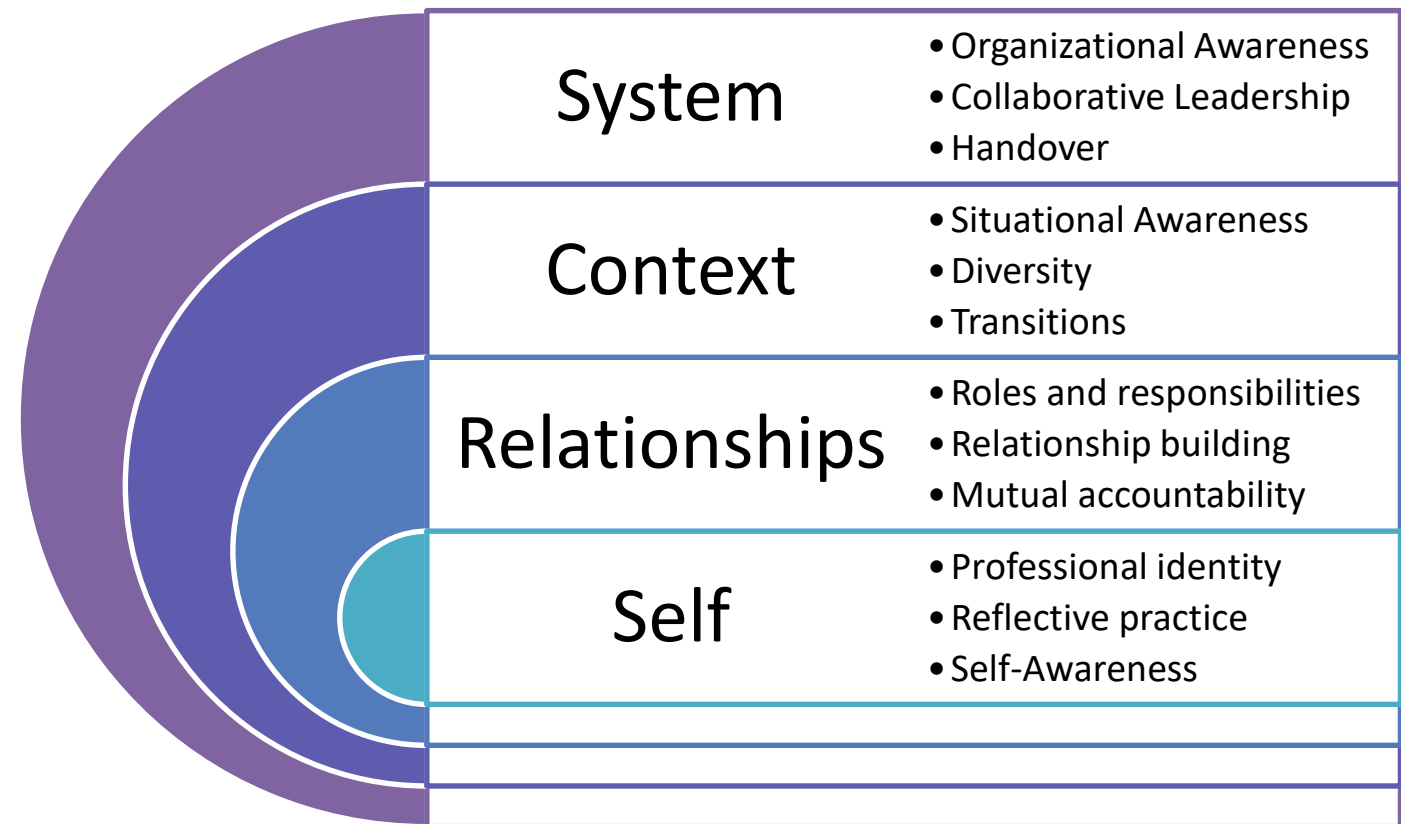 System
• Organizational Awareness
• Collaborative Leadership
• Handover
Context
• Situational Awareness
• Diversity
• Transitions
Relationships
• Roles and responsibilities
• Relationship building
• Mutual accountability
Self
• Professional identity
• Reflective practice
• Self-Awareness